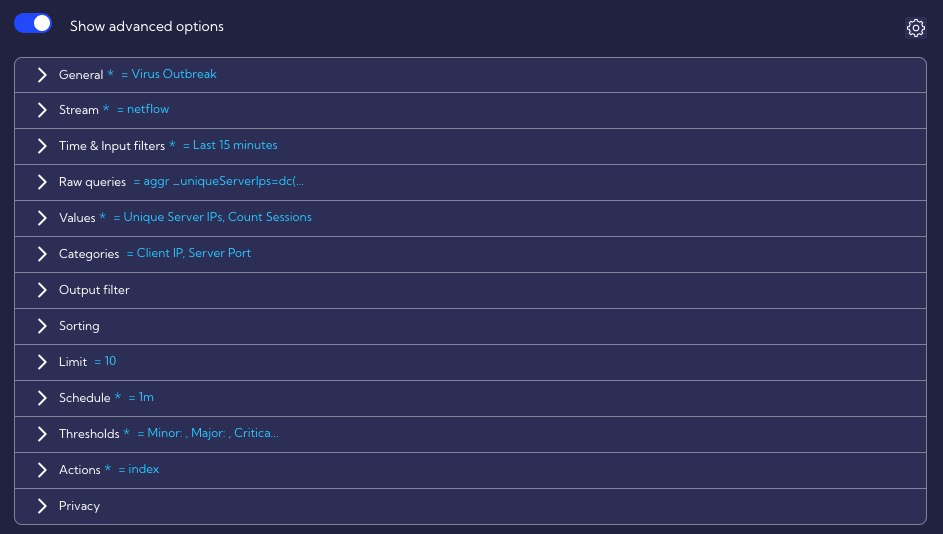 Show advanced options
General * = Virus Outbreak
Stream * = netflow
Time & Input filters * = Last 15 minutes
Raw queries = aggr _uniqueServerIps=dc(...
Values * = Unique Server IPs, Count Sessions
Categories = Client IP, Server Port
Output filter
Sorting
Limit = 10
Schedule * = 1m
Thresholds * = Minor: , Major: , Critica...
Actions * = index
Privacy